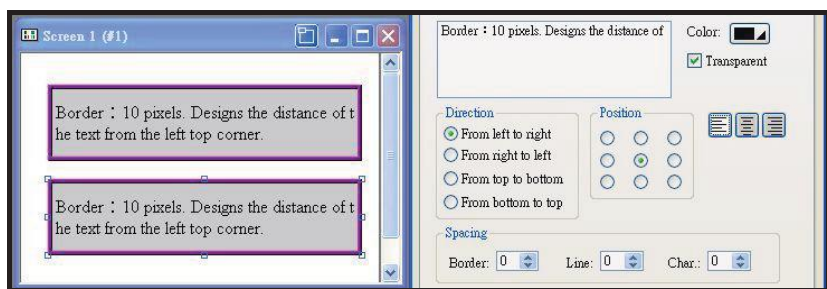 Screen 1 (#1)
Border：10 pixels. Designs the distance of t
he text from the left top corner.
Border：10 pixels. Designs the distance of t
he text from the left top corner.
Border：10 pixels. Designs the distance of
Color:
Transparent
Direction
From left to right
From right to left
From top to bottom
From bottom to top
Position
Spacing
Border: 0 Line: 0 Char.: 0